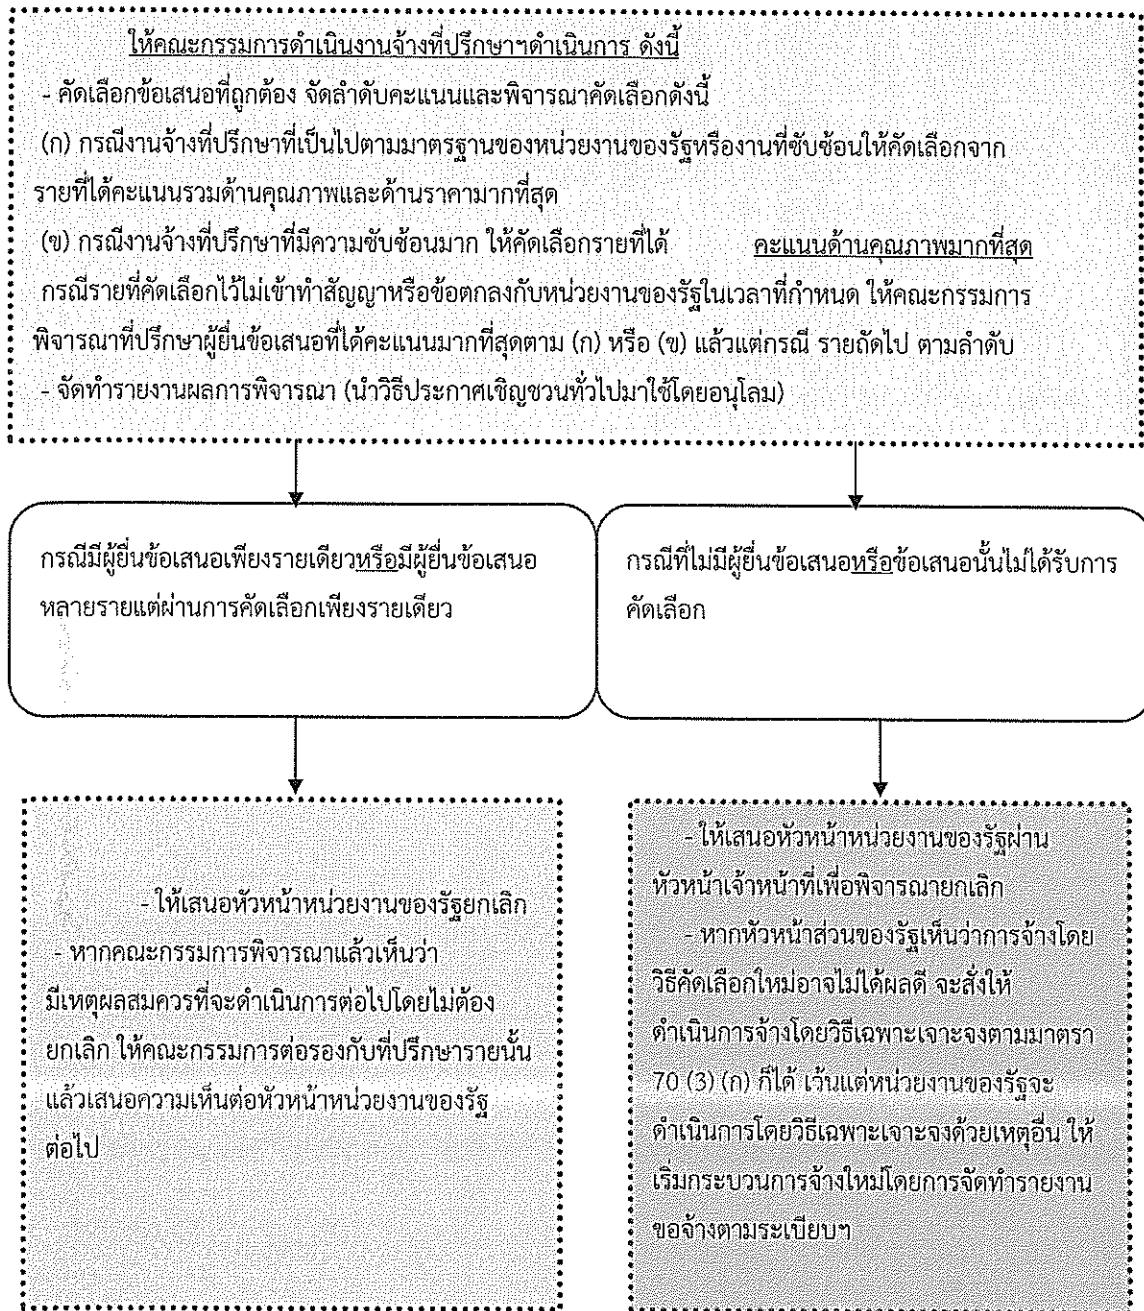 ให้คณะกรรมการดำเนินงานจ้างที่ปรึกษาฯดำเนินการ ดังนี้
- คัดเลือกข้อเสนอที่ถูกต้อง จัดลำดับคะแนนและพิจารณาคัดเลือกดังนี้
(ก) กรณีงานจ้างที่ปรึกษาที่เป็นไปตามมาตรฐานของหน่วยงานของรัฐหรืองานที่ซับซ้อนให้คัดเลือกจาก
รายที่ได้คะแนนรวมด้านคุณภาพและด้านราคามากที่สุด
(ข) กรณีงานจ้างที่ปรึกษาที่มีความซับซ้อนมาก ให้คัดเลือกรายที่ได้ คะแนนด้านคุณภาพมากที่สุด
กรณีรายที่คัดเลือกไว้ไม่เข้าทำสัญญาหรือข้อตกลงกับหน่วยงานของรัฐในเวลาที่กำหนด ให้คณะกรรมการ
พิจารณาที่ปรึกษาผู้ยื่นข้อเสนอที่ได้คะแนนมากที่สุดตาม (ก) หรือ (ข) แล้วแต่กรณี รายถัดไป ตามลำดับ
- จัดทำรายงานผลการพิจารณา (นำวิธีประกาศเชิญชวนทั่วไปมาใช้โดยอนุโลม)
กรณีมีผู้ยื่นข้อเสนอเพียงรายเดียวหรือมีผู้ยื่นข้อเสนอ
หลายรายแต่ผ่านการคัดเลือกเพียงรายเดียว
กรณีที่ไม่มีผู้ยื่นข้อเสนอหรือข้อเสนอนั้นไม่ได้รับการ
คัดเลือก
- ให้เสนอหัวหน้าหน่วยงานของรัฐยกเลิก
- หากคณะกรรมการพิจารณาแล้วเห็นว่า
มีเหตุผลสมควรที่จะดำเนินการต่อไปโดยไม่ต้อง
ยกเลิก ให้คณะกรรมการต่อรองกับที่ปรึกษารายนั้น
แล้วเสนอความเห็นต่อหัวหน้าหน่วยงานของรัฐ
ต่อไป
- ให้เสนอหัวหน้าหน่วยงานของรัฐผ่าน
หัวหน้าเจ้าหน้าที่เพื่อพิจารณายกเลิก
- หากหัวหน้าส่วนของรัฐเห็นว่าการจ้างโดย
วิธีคัดเลือกใหม่อาจไม่ได้ผลดี จะสั่งให้
ดำเนินการจ้างโดยวิธีเฉพาะเจาะจงตามมาตรา
70 (3) (ก) ก็ได้ เว้นแต่หน่วยงานของรัฐจะ
ดำเนินการโดยวิธีเฉพาะเจาะจงด้วยเหตุอื่น ให้
เริ่มกระบวนการจ้างใหม่โดยการจัดทำรายงาน
ขอจ้างตามระเบียบฯ